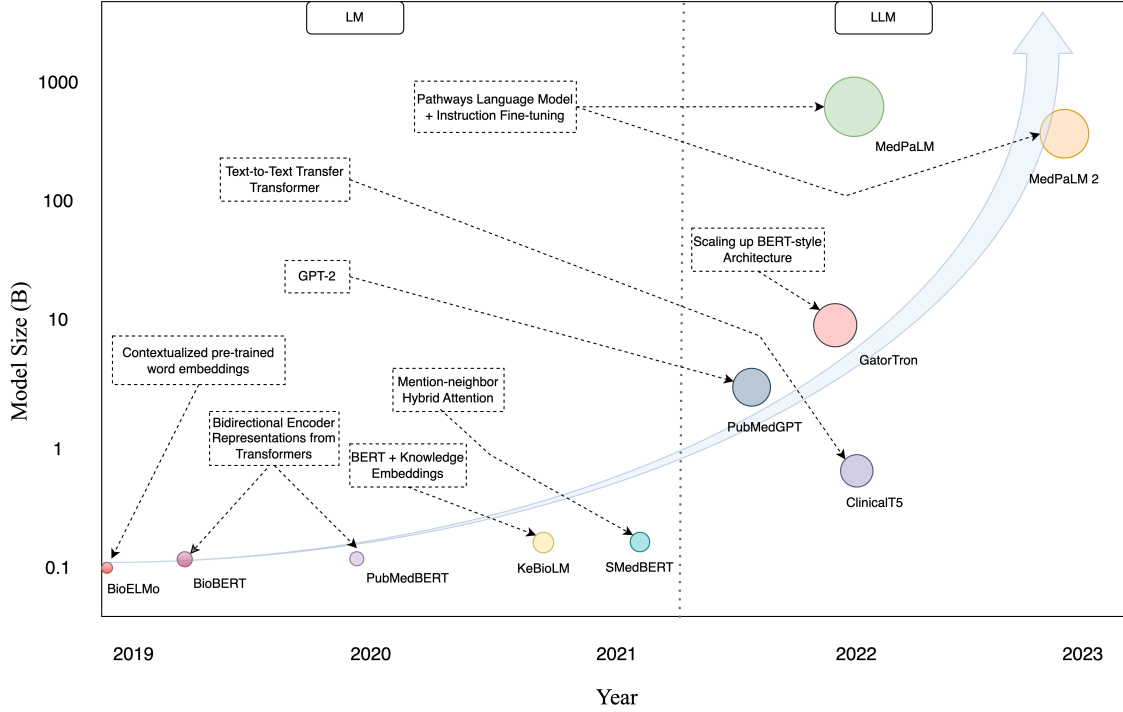 LM
LLM
1000
Pathways Language Model
+ Instruction Fine-tuning
MedPaLM
Text-to-Text Transfer
Transformer
MedPaLM 2
100
Scaling up BERT-style
Architecture
GPT-2
Model Size (B)
10
Contextualized pre-trained
word embeddings
GatorTron
Mention-neighbor
Hybrid Attention
Bidirectional Encoder
Representations from
Transformers
PubMedGPT
1
BERT + Knowledge
Embeddings
ClinicalT5
0.1
BioELMo
BioBERT
PubMedBERT
KeBioLM
SMedBERT
2019
2020
2021
2022
2023
Year